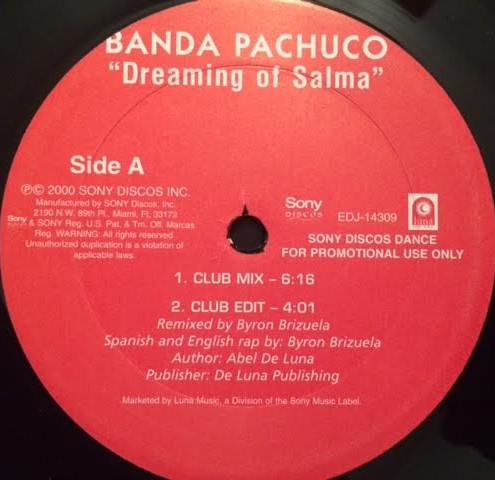 BANDA PACHUCO
“Dreaming of Salma”
Side A
℗© 2000 SONY DISCOS INC.
Manufactured by SONY Discos, Inc.
2190 N.W. 89th Pl., Miami, Fl, 33172
Sony DISCOS & SONY Reg. U.S. Pat. & Tm. Off. Marcas
Reg. WARNING: All rights reserved.
Unauthorized duplication is a violation of
applicable laws.
Sony DISCOS
EDJ-14309
luna
SONY DISCOS DANCE
FOR PROMOTIONAL USE ONLY
1. CLUB MIX – 6:16
2. CLUB EDIT – 4:01
Remixed by Byron Brizuela
Spanish and English rap by: Byron Brizuela
Author: Abel De Luna
Publisher: De Luna Publishing
Marketed by Luna Music, a Division of the Sony Music Label.